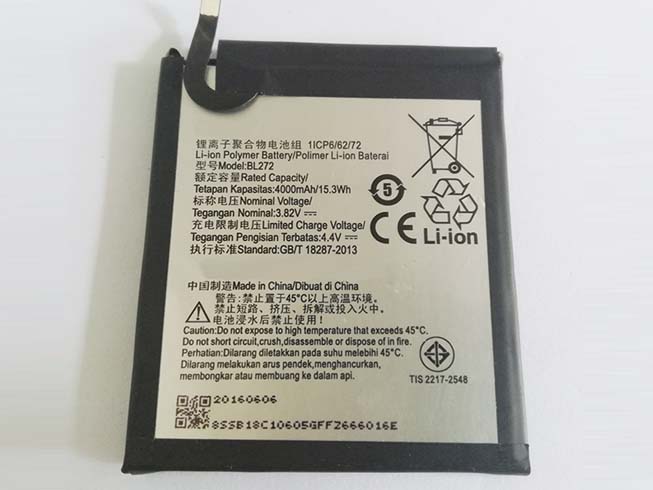 锂离子聚合物电池组 1ICP6/62/72
Li-ion Polymer Battery/Polimer Li-ion Baterai
型号Model:BL272
额定容量Rated Capacity/
Tetapan Kapasitas:4000mAh/15.3Wh
标称电压Nominal Voltage/
Tegangan Nominal:3.82V
充电限制电压Limited Charge Voltage/
Tegangan Pengisian Terbatas:4.4V
执行标准Standard:GB/T 18287-2013
5
CE
Li-ion
中国制造Made in China/Dibuat di China
警告:禁止置于45°C以上高温环境。
禁止短路、挤压、拆解或投入火中。
电池浸水后禁止使用。
Caution:Do not expose to high temperature that exceeds 45°C.
Do not short circuit,crush,disassemble or dispose of in fire.
Perhatian:Dilarang diletakkan pada suhu melebihi 45°C.
Dilarang melakukan arus pendek,menghancurkan,
membongkar atau membuang ke dalam api.
TIS 2217-2548
20160606
8SSB18C10605GFFZ666016E